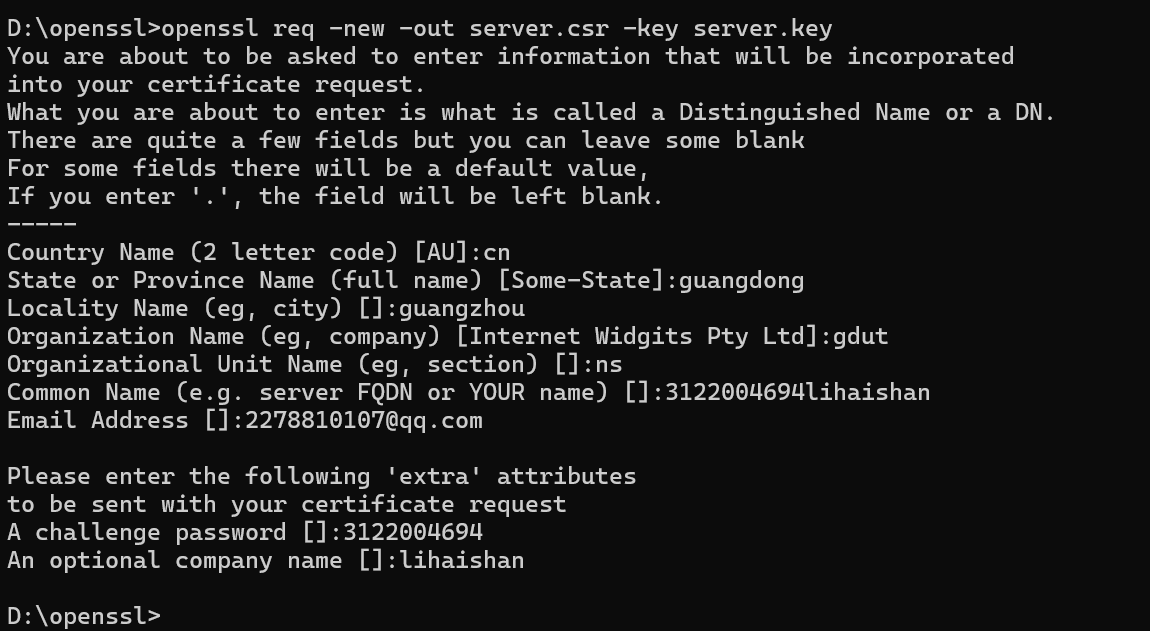 D:\openssl>openssl req -new -out server.csr -key server.key
You are about to be asked to enter information that will be incorporated
into your certificate request.
What you are about to enter is what is called a Distinguished Name or a DN.
There are quite a few fields but you can leave some blank
For some fields there will be a default value,
If you enter '.', the field will be left blank.
-----
Country Name (2 letter code) [AU]:cn
State or Province Name (full name) [Some-State]:guangdong
Locality Name (eg, city) []:guangzhou
Organization Name (eg, company) [Internet Widgits Pty Ltd]:gdut
Organizational Unit Name (eg, section) []:ns
Common Name (e.g. server FQDN or YOUR name) []:3122004694lihaishan
Email Address []:2278810107@qq.com

Please enter the following 'extra' attributes
to be sent with your certificate request
A challenge password []:3122004694
An optional company name []:lihaishan

D:\openssl>